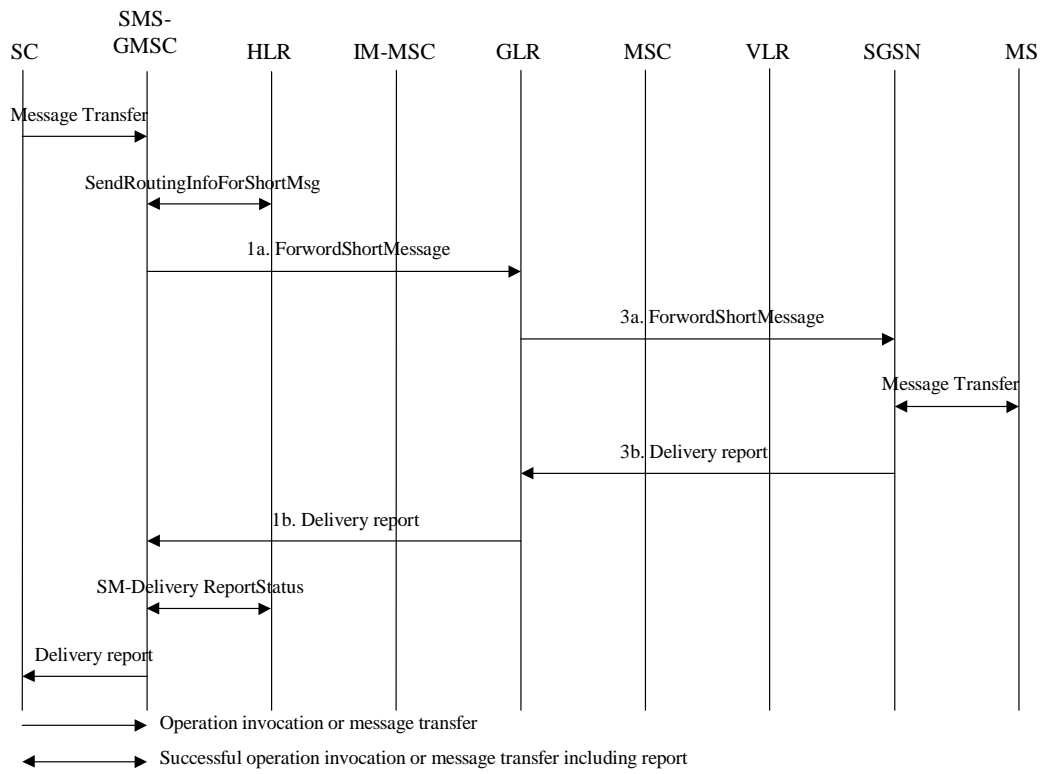 SMS-
SC GMSC HLR IM-MSC GLR MSC VLR SGSN MS
Message Transfer
SendRoutingInfoForShortMsg
1a. ForwordShortMessage
3a. ForwordShortMessage
Message Transfer
3b. Delivery report
1b. Delivery report
SM-Delivery ReportStatus
Delivery report
Operation invocation or message transfer
Successful operation invocation or message transfer including report